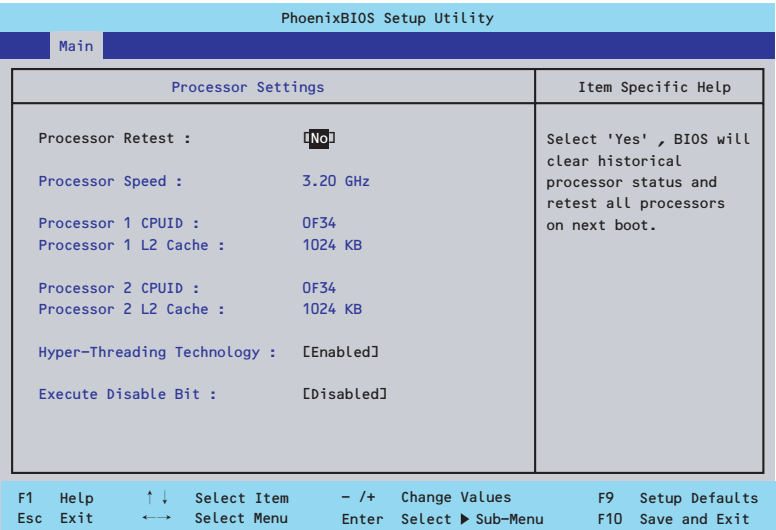 PhoenixBIOS Setup Utility
Main
Processor Settings
Item Specific Help
Processor Retest : [No]
Processor Speed : 3.20 GHz
Processor 1 CPUID : 0F34
Processor 1 L2 Cache : 1024 KB
Processor 2 CPUID : 0F34
Processor 2 L2 Cache : 1024 KB
Hyper-Threading Technology : [Enabled]
Execute Disable Bit : [Disabled]
Select 'Yes' , BIOS will
clear historical
processor status and
retest all processors
on next boot.
F1 Help ↑↓ Select Item - /+ Change Values F9 Setup Defaults
Esc Exit ←→ Select Menu Enter Select ▶ Sub-Menu F10 Save and Exit